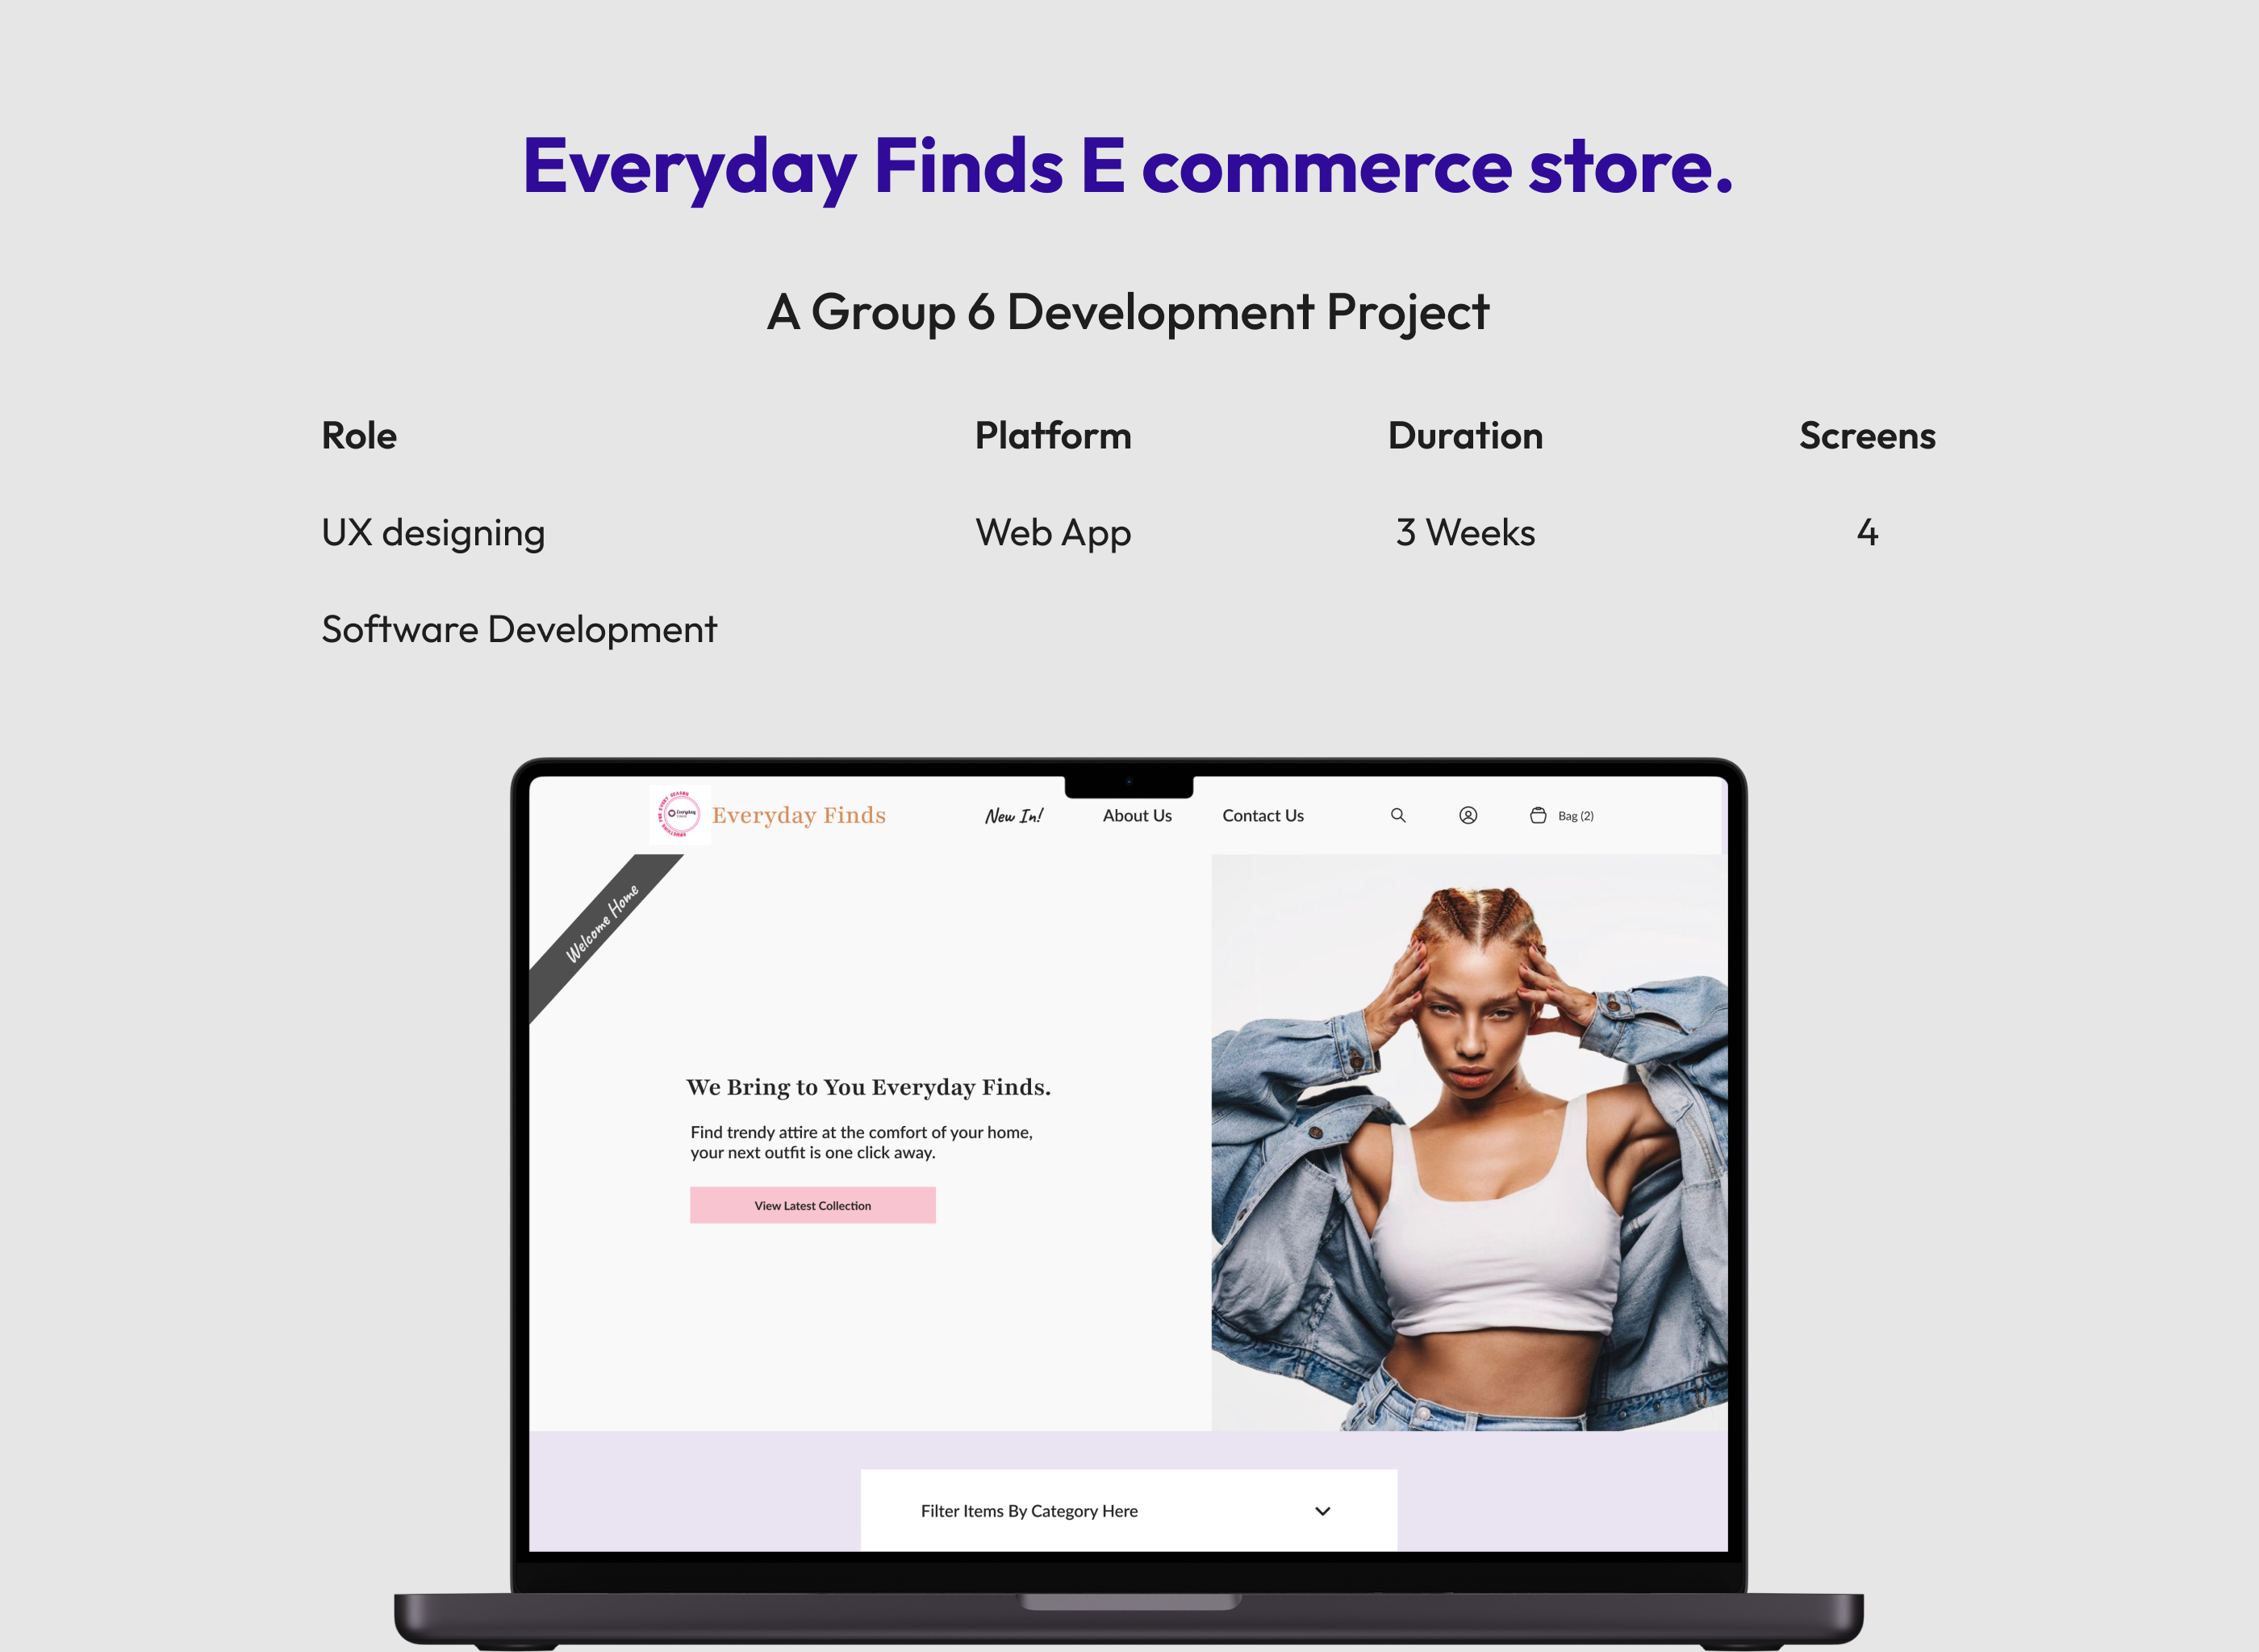 Everyday Finds E commerce store.
A Group 6 Development Project
Role
Platform
Duration
Screens
UX designing
Web App
3 Weeks
4
Software Development
EVERY SEASON
Everyday
Everyday Finds
New In!
About Us
Contact Us
Bag (2)
Welcome Home
We Bring to You Everyday Finds.
Find trendy attire at the comfort of your home,
your next outfit is one click away.
View Latest Collection
Filter Items By Category Here